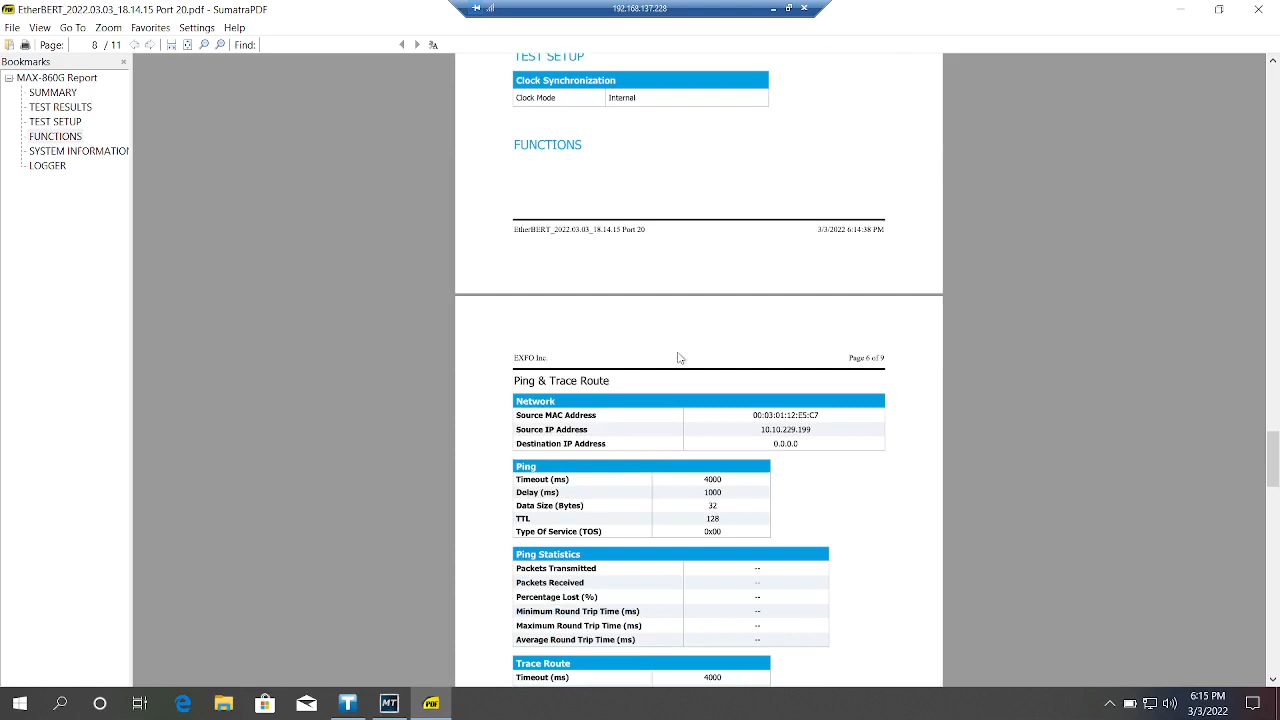 EtherBERT_2022.03.03_18.14.15 Port 20.pdf - SumatraPDF
192.168.137.228
File View Go To Zoom Favorites Settings Help
Page: 8 / 11 Find:
Bookmarks
MAX-860G Report
SUMMARY
TEST RESULTS
TEST SETUP
FUNCTIONS
SYSTEM INFORMATION
LOGGER
TEST SETUP
Clock Synchronization
Clock Mode Internal
FUNCTIONS
EtherBERT_2022.03.03_18.14.15 Port 20 3/3/2022 6:14:38 PM
EXFO Inc. Page 6 of 9
Ping & Trace Route
Network
Source MAC Address 00:03:01:12:E5:C7
Source IP Address 10.10.229.199
Destination IP Address 0.0.0.0
Ping
Timeout (ms) 4000
Delay (ms) 1000
Data Size (Bytes) 32
TTL 128
Type Of Service (TOS) 0x00
Ping Statistics
Packets Transmitted --
Packets Received --
Percentage Lost (%) --
Minimum Round Trip Time (ms) --
Maximum Round Trip Time (ms) --
Average Round Trip Time (ms) --
Trace Route
Timeout (ms) 4000
T MT PDF
6:15 PM
3/3/2022